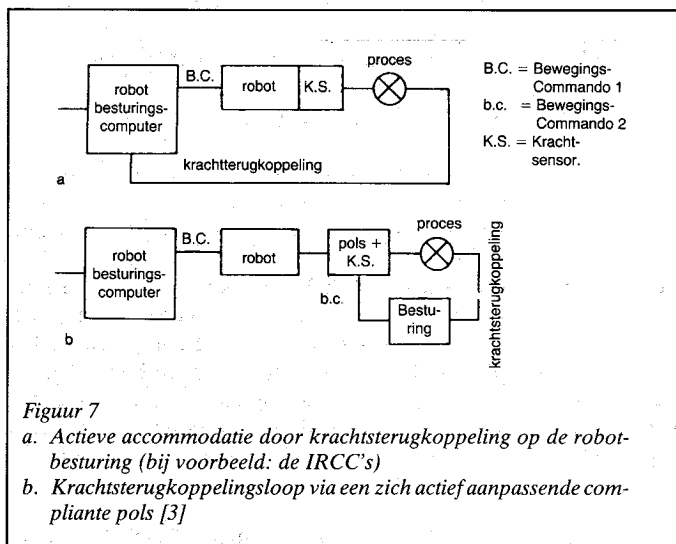 proces
robot
besturings-
computer
B.C.
robot
K.S.
B.C. = Bewegings-
Commando 1
b.c. = Bewegings-
Commando 2
K.S. = Kracht-
sensor.
krachtterugkoppeling
a
proces
robot
besturings-
computer
B.C.
robot
pols +
K.S.
b.c.
Bestu-
ring
krachtsterugkoppeling
b
Figuur 7
a. Actieve accommodatie door krachtsterugkoppeling op de robot-
besturing (bij voorbeeld: de IRCC's)
b. Krachtsterugkoppelingsloop via een zich actief aanpassende com-
pliante pols [3]